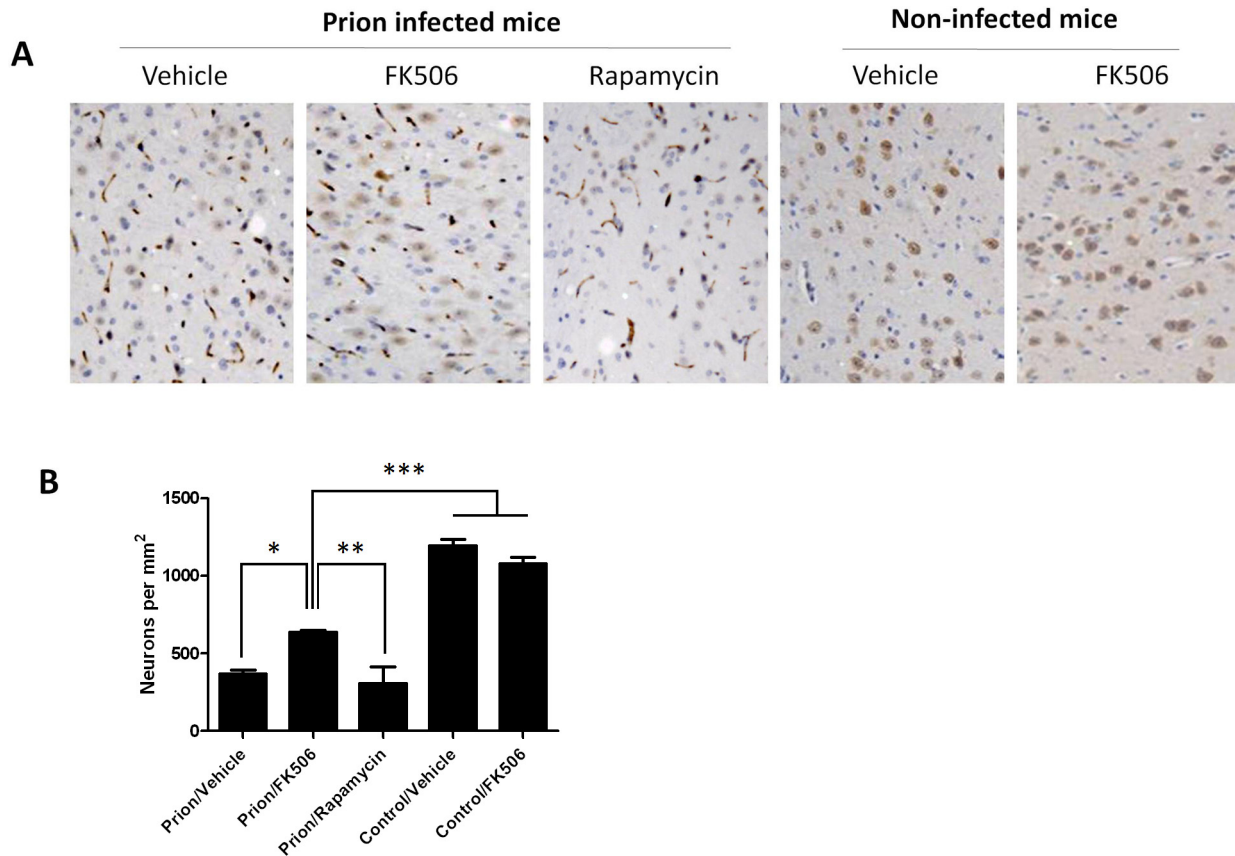 Prion infected mice
Non-infected mice
A
Vehicle
FK506
Rapamycin
Vehicle
FK506
B
***
*
**
1500
1000
500
0
Neurons per mm²
Prion/Vehicle
Prion/FK506
Prion/Rapamycin
Control/Vehicle
Control/FK506